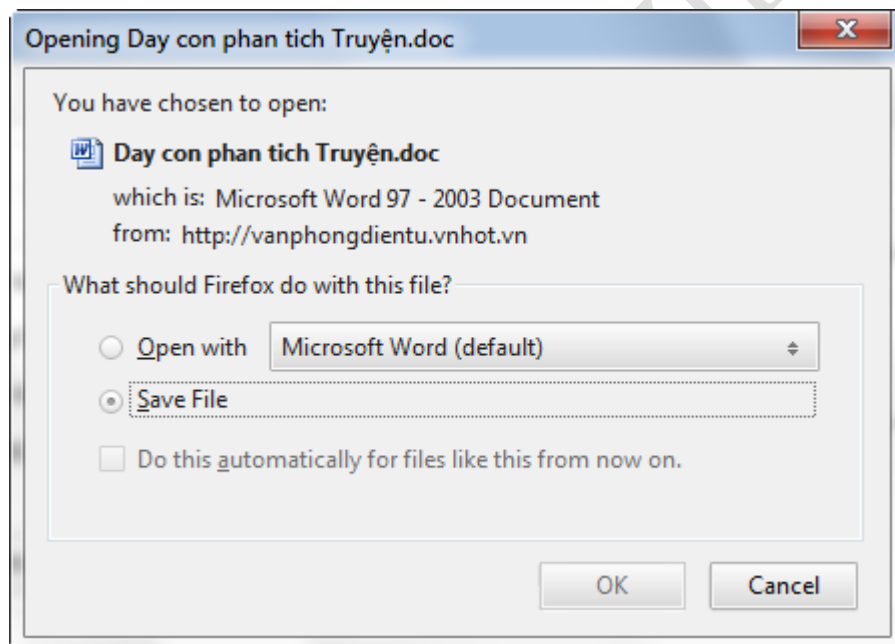 Opening Day con phan tich Truyện.doc
You have chosen to open:
Day con phan tich Truyện.doc
which is: Microsoft Word 97 - 2003 Document
from: http://vanphongdientu.vnhot.vn
What should Firefox do with this file?
Open with Microsoft Word (default)
Save File
Do this automatically for files like this from now on.
OK Cancel